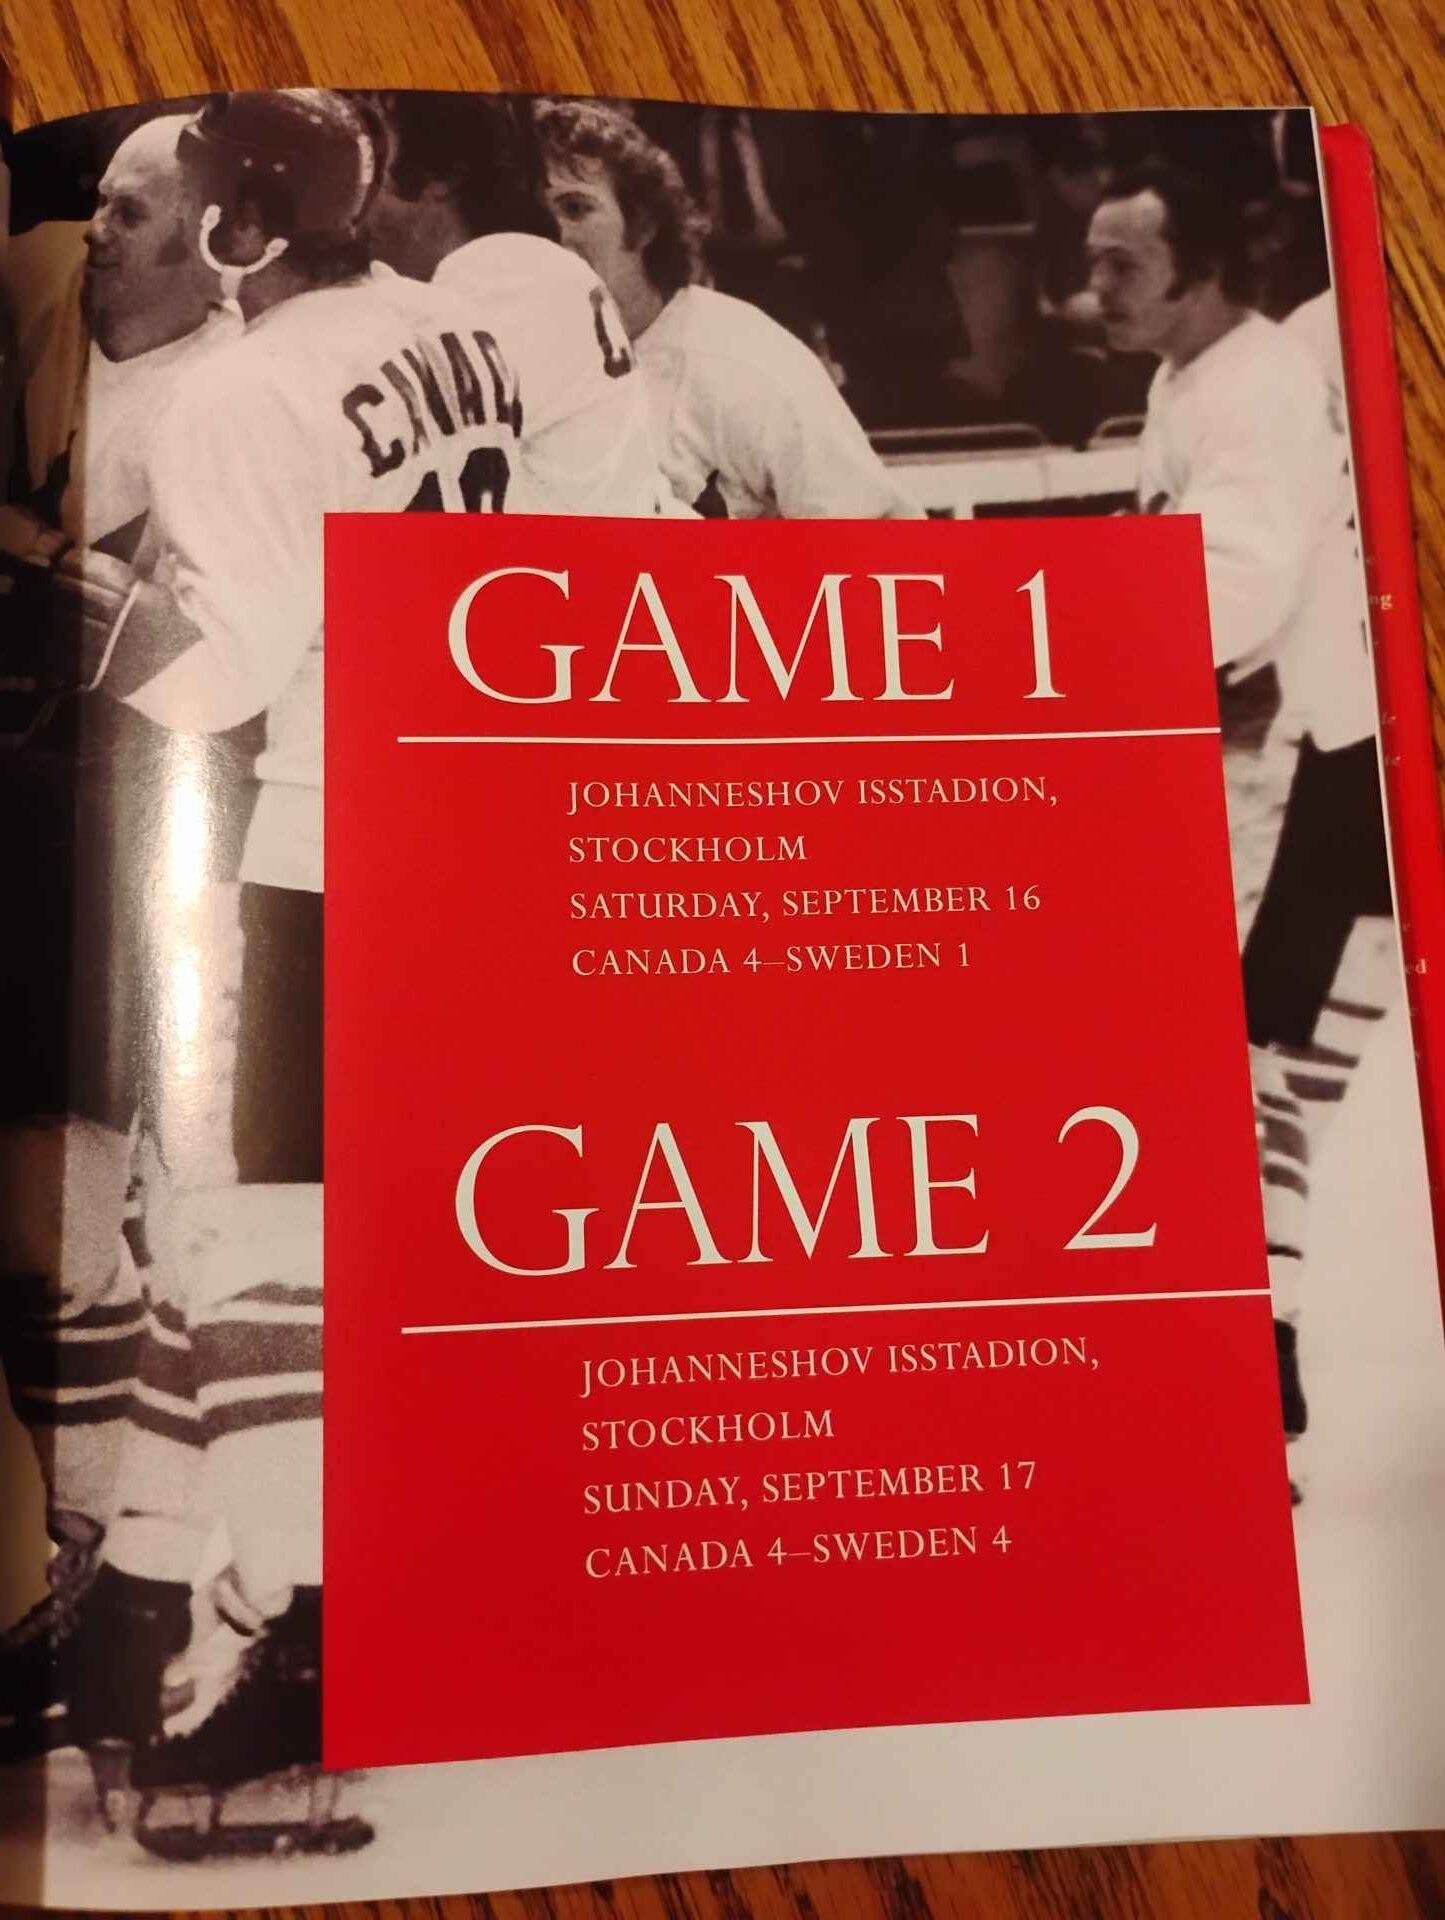 CANAD
GAME 1
JOHANNESHOV ISSTADION,
STOCKHOLM
SATURDAY, SEPTEMBER 16
CANADA 4–SWEDEN 1
GAME 2
JOHANNESHOV ISSTADION,
STOCKHOLM
SUNDAY, SEPTEMBER 17
CANADA 4–SWEDEN 4